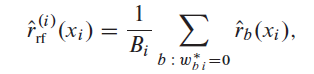 $$\hat{r}_{\mathrm{rf}}^{(i)}(x_i) = \frac{1}{B_i} \sum_{b\,:\,w_{bi}^*=0} \hat{r}_b(x_i),$$